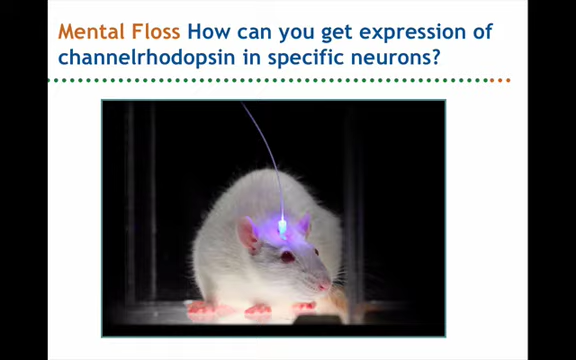 Mental Floss How can you get expression of
channelrhodopsin in specific neurons?